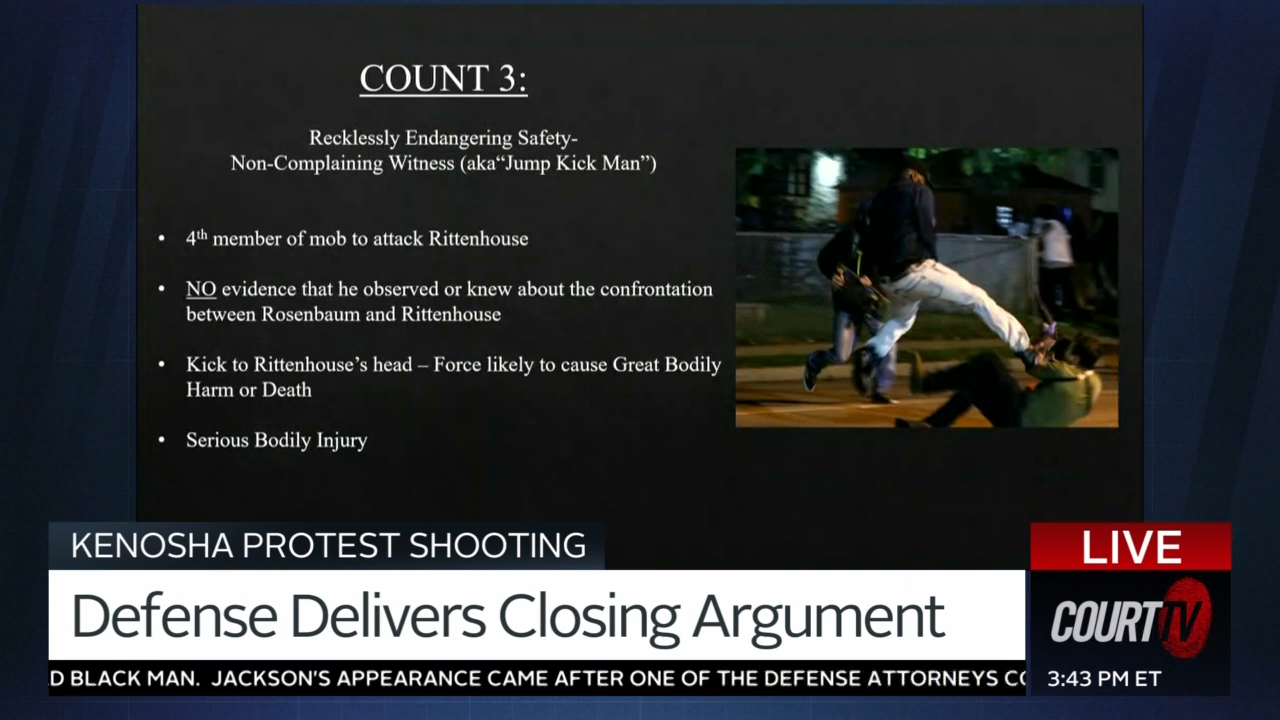 COUNT 3:
Recklessly Endangering Safety-
Non-Complaining Witness (aka“Jump Kick Man”)
• 4th member of mob to attack Rittenhouse
• NO evidence that he observed or knew about the confrontation
between Rosenbaum and Rittenhouse
• Kick to Rittenhouse’s head – Force likely to cause Great Bodily
Harm or Death
• Serious Bodily Injury
KENOSHA PROTEST SHOOTING
LIVE
Defense Delivers Closing Argument
COURT TV
D BLACK MAN. JACKSON'S APPEARANCE CAME AFTER ONE OF THE DEFENSE ATTORNEYS
3:43 PM ET